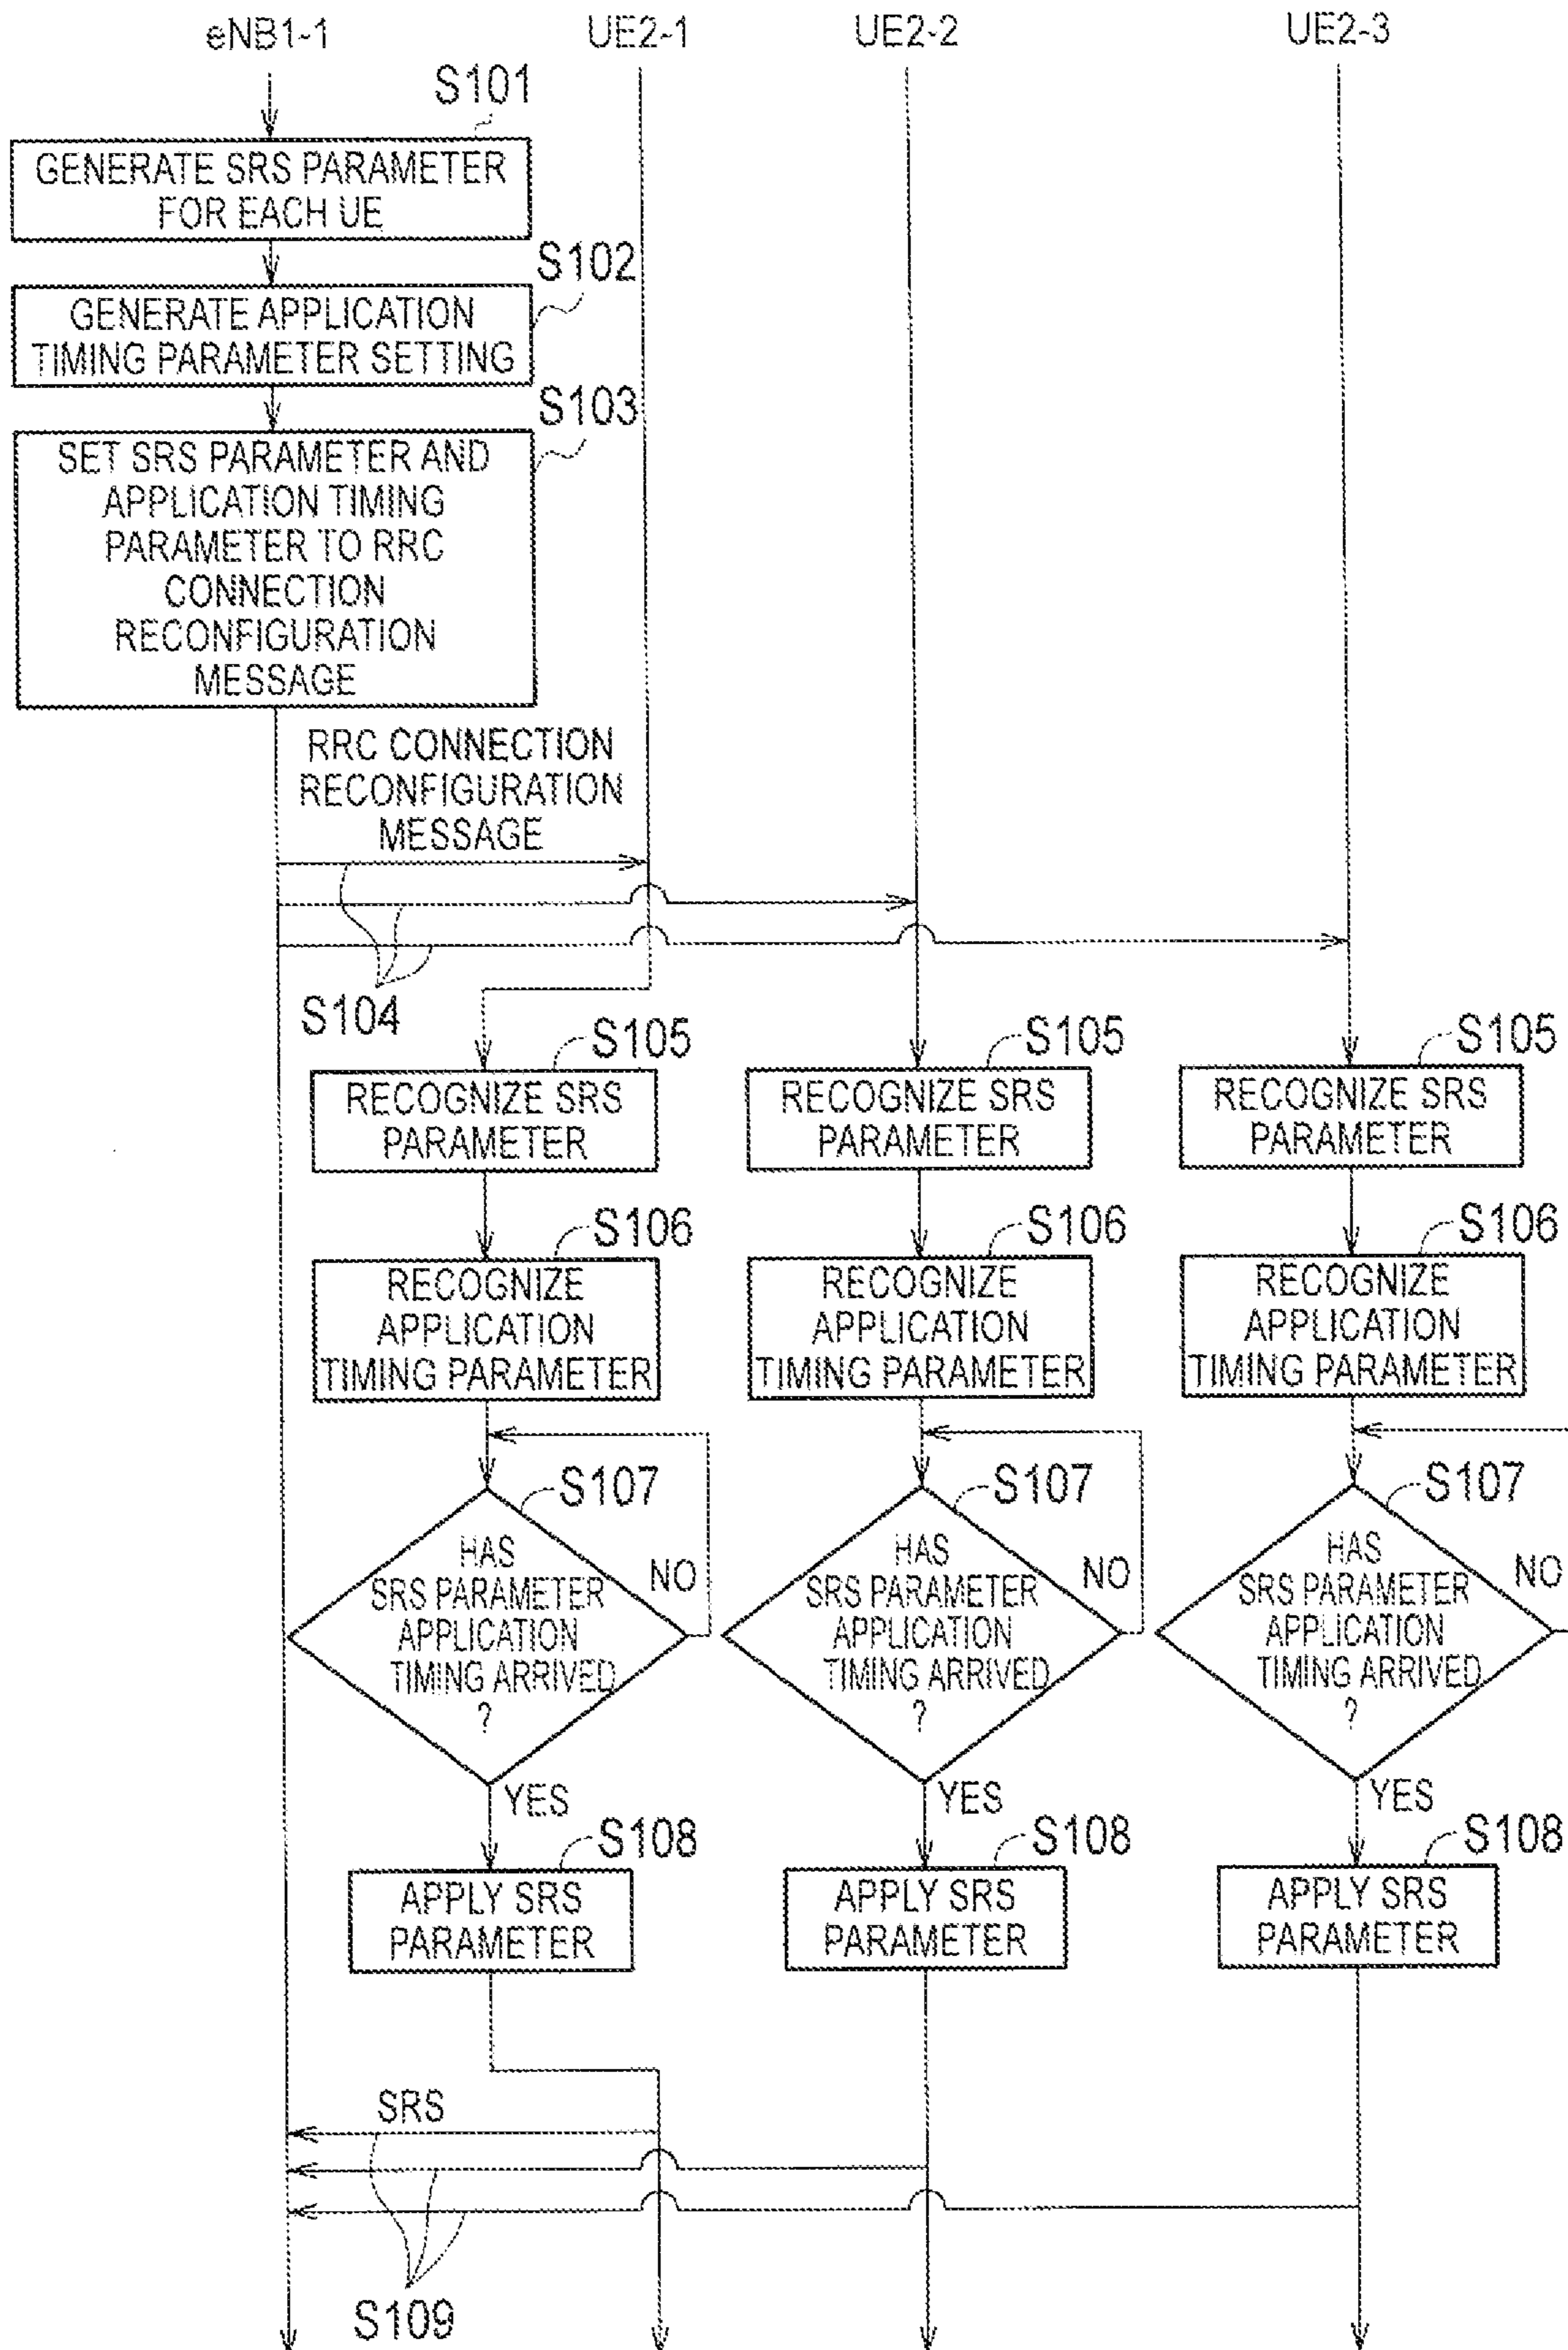 eNB1-1
UE2-1
UE2-2
UE2-3
S101
GENERATE SRS PARAMETER
FOR EACH UE
S102
GENERATE APPLICATION
TIMING PARAMETER SETTING
S103
SET SRS PARAMETER AND
APPLICATION TIMING
PARAMETER TO RRC
CONNECTION
RECONFIGURATION
MESSAGE
RRC CONNECTION
RECONFIGURATION
MESSAGE
S104
S105
RECOGNIZE SRS
PARAMETER
S105
RECOGNIZE SRS
PARAMETER
S105
RECOGNIZE SRS
PARAMETER
S106
RECOGNIZE
APPLICATION
TIMING PARAMETER
S106
RECOGNIZE
APPLICATION
TIMING PARAMETER
S106
RECOGNIZE
APPLICATION
TIMING PARAMETER
S107
HAS
SRS PARAMETER
APPLICATION
TIMING ARRIVED
?
NO
YES
S107
HAS
SRS PARAMETER
APPLICATION
TIMING ARRIVED
?
NO
YES
S107
HAS
SRS PARAMETER
APPLICATION
TIMING ARRIVED
?
NO
YES
S108
APPLY SRS
PARAMETER
S108
APPLY SRS
PARAMETER
S108
APPLY SRS
PARAMETER
SRS
S109